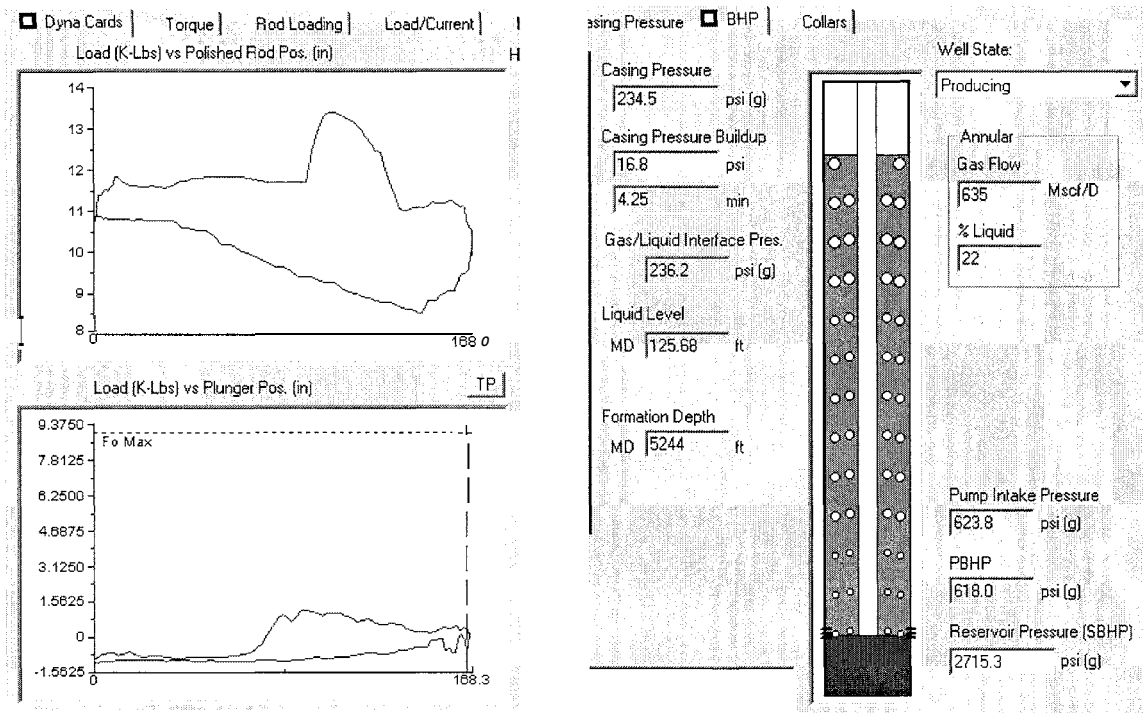 Dyna Cards
Torque
Rod Loading
Load/Current
Load (K-Lbs) vs Polished Rod Pos. (in)
H
14
13
12
11
10
9
8
0
168 0
Load (K-Lbs) vs Plunger Pos. (in)
TP
9.3750
Fo Max
7.8125
6.2500
4.6875
3.1250
1.5625
0
-1.5625
0
168.3
asing Pressure
BHP
Collars
Casing Pressure
234.5 psi (g)
Casing Pressure Buildup
16.8 psi
4.25 min
Gas/Liquid Interface Pres.
236.2 psi (g)
Liquid Level
MD 125.68 ft
Formation Depth
MD 5244 ft
Well State:
Producing
Annular
Gas Flow
635 Mscf/D
% Liquid
22
Pump Intake Pressure
623.8 psi (g)
PBHP
618.0 psi (g)
Reservoir Pressure (SBHP)
2715.3 psi (g)